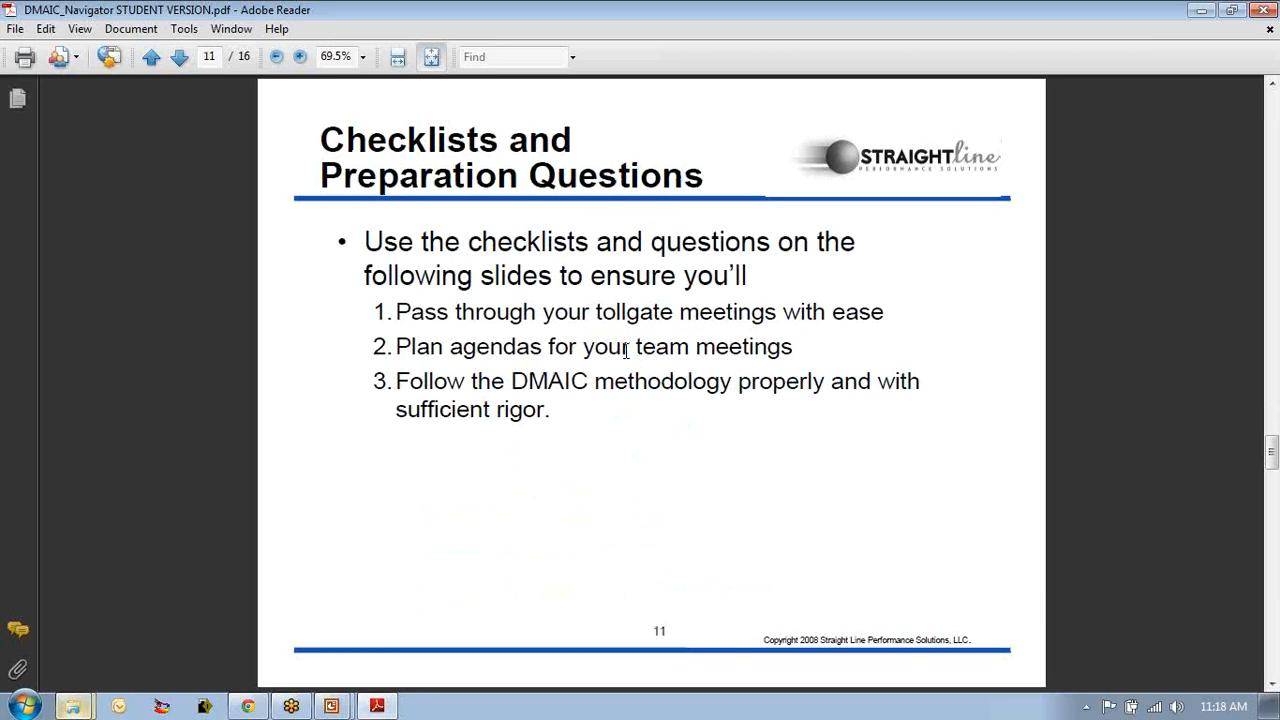 DMAIC_Navigator STUDENT VERSION.pdf - Adobe Reader
File Edit View Document Tools Window Help
11 / 16 69.5% Find
Checklists and
Preparation Questions
STRAIGHTline
PERFORMANCE SOLUTIONS
• Use the checklists and questions on the
following slides to ensure you’ll
1. Pass through your tollgate meetings with ease
2. Plan agendas for your team meetings
3. Follow the DMAIC methodology properly and with
sufficient rigor.
11
Copyright 2008 Straight Line Performance Solutions, LLC.
11:18 AM